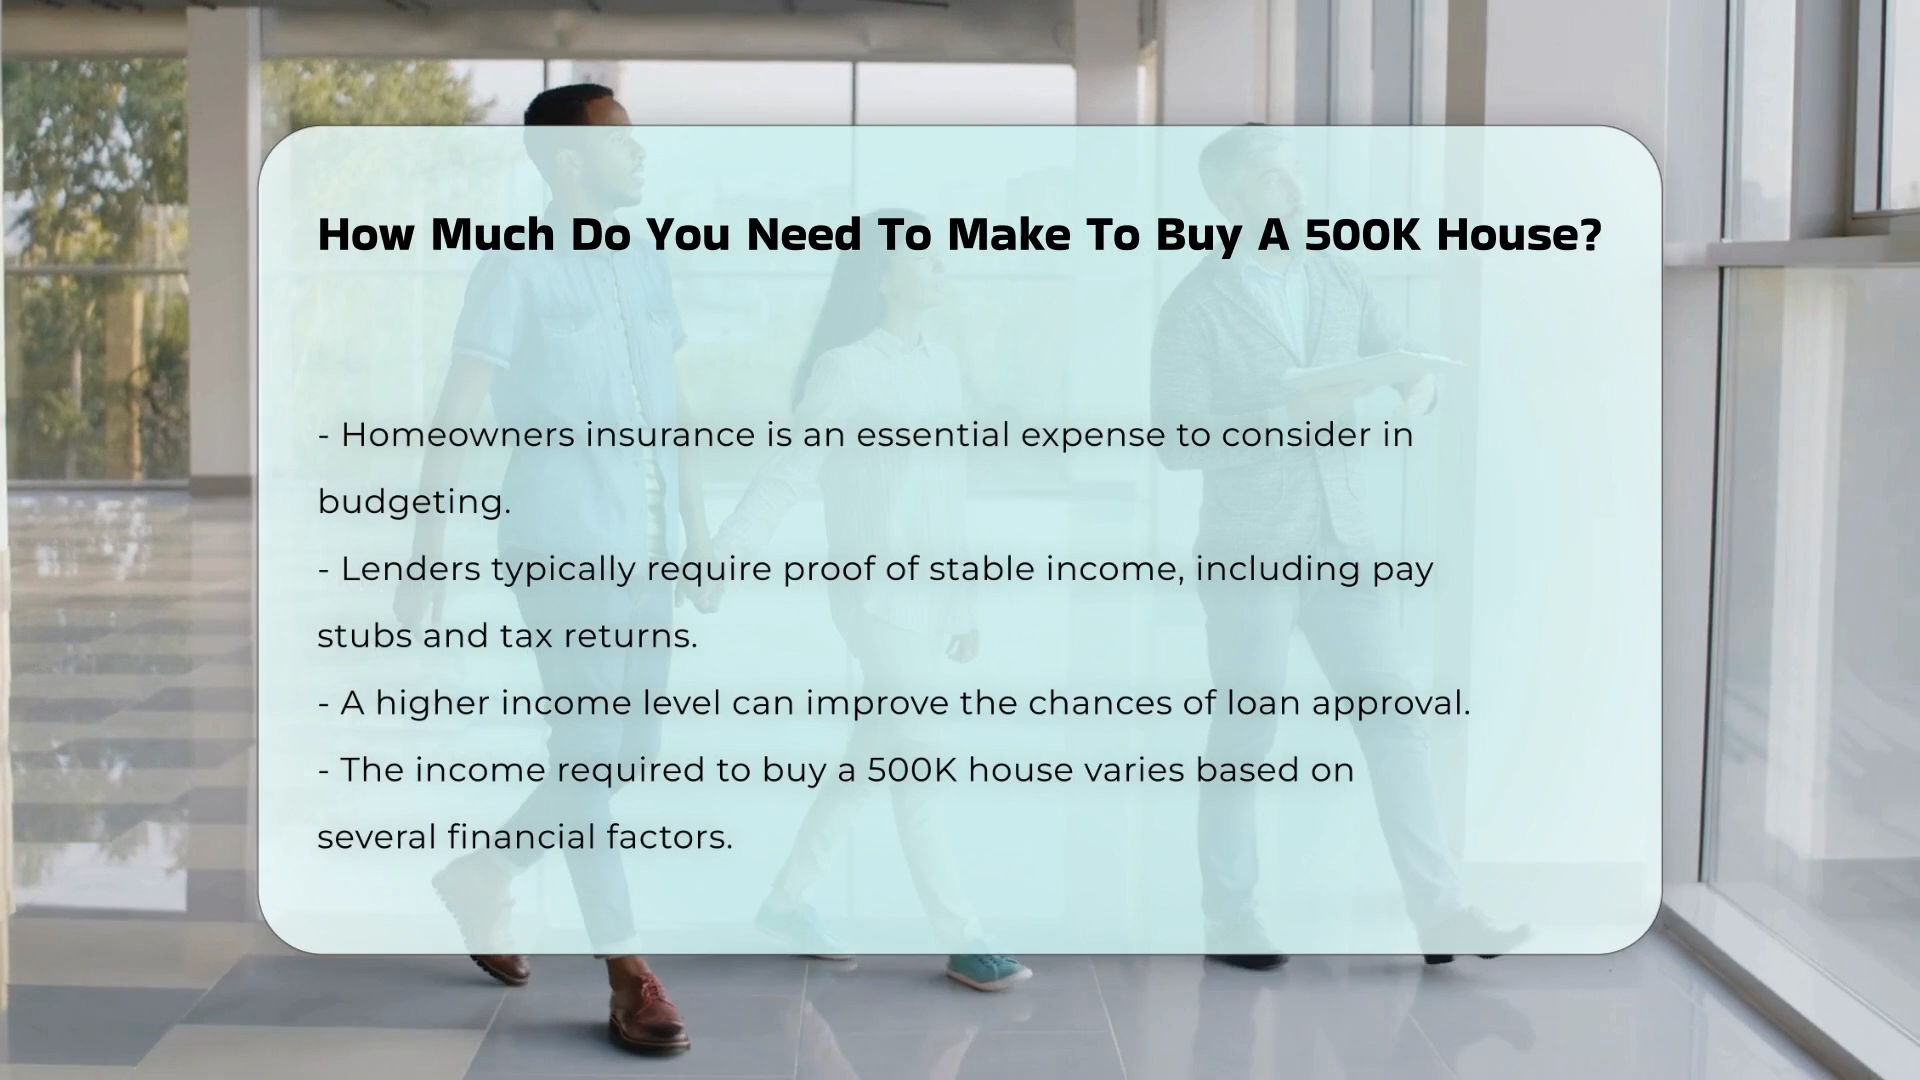 How Much Do You Need To Make To Buy A 500K House?
- Homeowners insurance is an essential expense to consider in
budgeting.
- Lenders typically require proof of stable income, including pay
stubs and tax returns.
- A higher income level can improve the chances of loan approval.
- The income required to buy a 500K house varies based on
several financial factors.